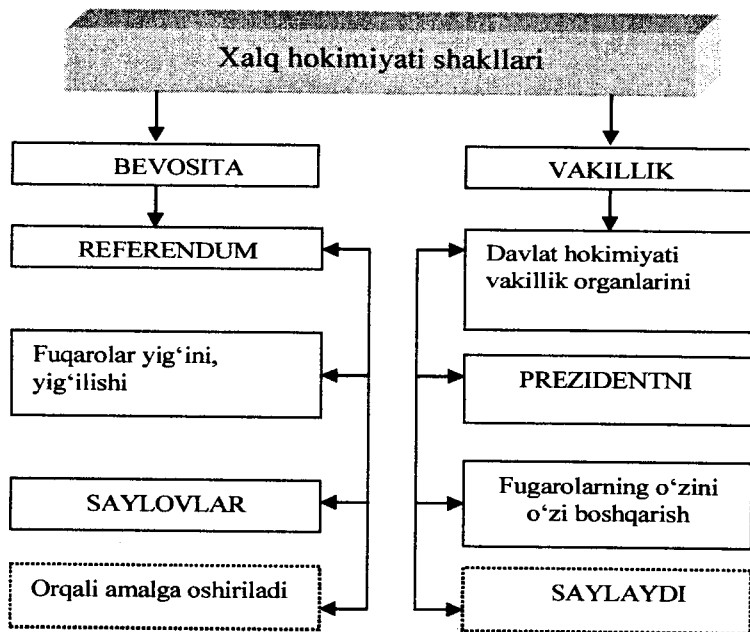 Xalq hokimiyati shakllari
BEVOSITA
REFERENDUM
Fuqarolar yig‘ini,
yig‘ilishi
SAYLOVLAR
Orqali amalga oshiriladi
VAKILLIK
Davlat hokimiyati
vakillik organlarini
PREZIDENTNI
Fugarolarning o‘zini
o‘zi boshqarish
SAYLAYDI